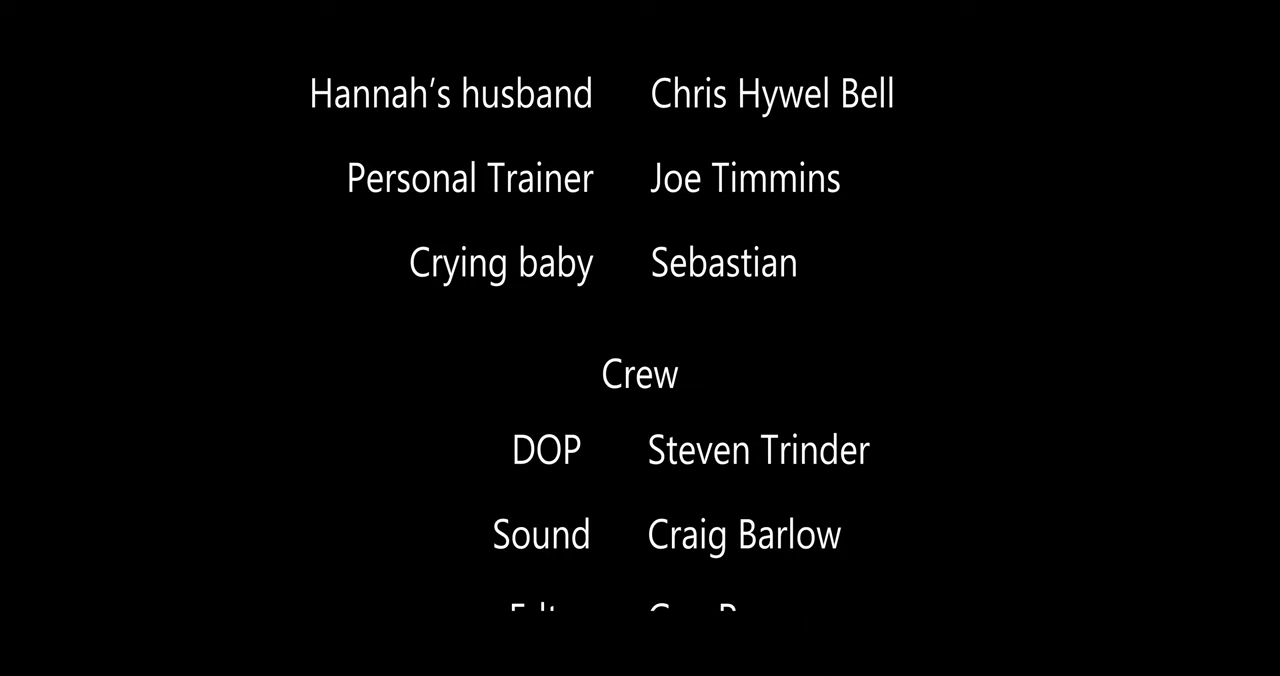 Hannah’s husband Chris Hywel Bell
Personal Trainer Joe Timmins
Crying baby Sebastian
Crew
DOP Steven Trinder
Sound Craig Barlow